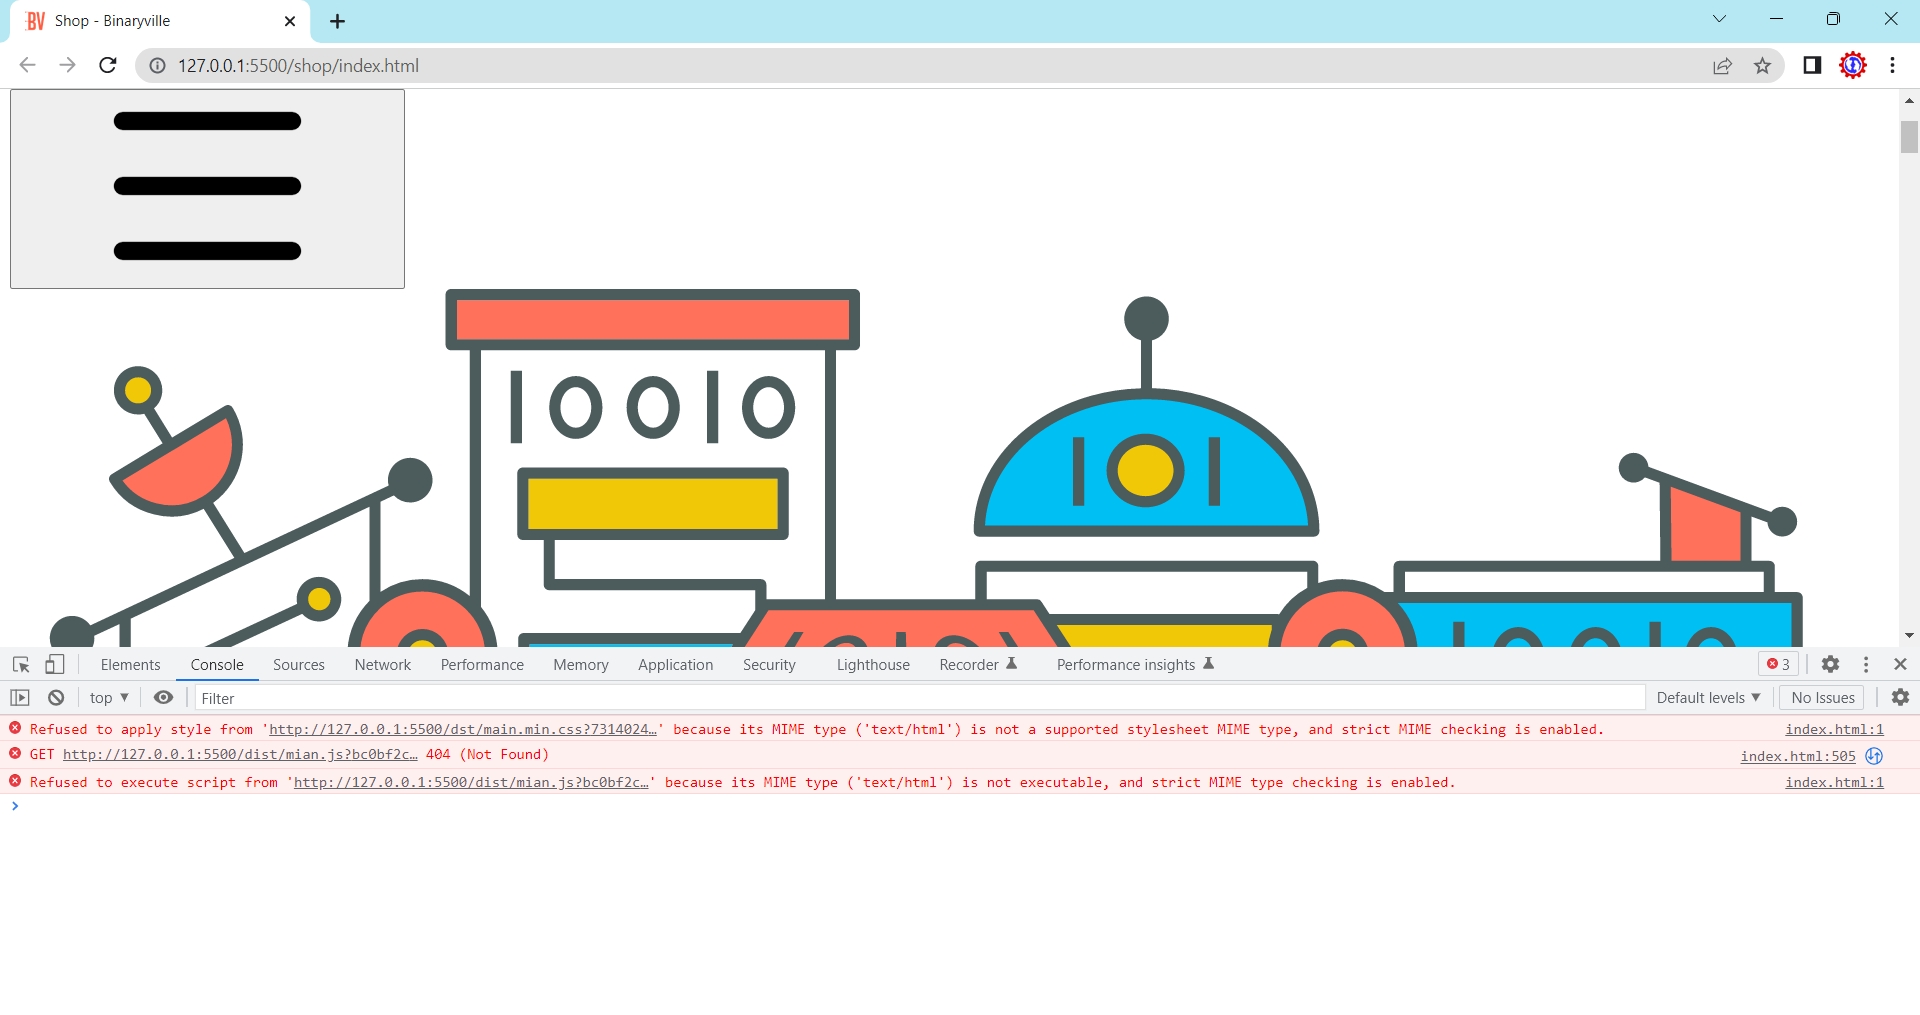 BV Shop - Binaryville
127.0.0.1:5500/shop/index.html
10010
101
10010
Elements Console Sources Network Performance Memory Application Security Lighthouse Recorder Performance insights 3
top Filter Default levels No Issues
Refused to apply style from 'http://127.0.0.1:5500/dst/main.min.css?7314024…' because its MIME type ('text/html') is not a supported stylesheet MIME type, and strict MIME checking is enabled. index.html:1
GET http://127.0.0.1:5500/dist/mian.js?bc0bf2c… 404 (Not Found) index.html:505
Refused to execute script from 'http://127.0.0.1:5500/dist/mian.js?bc0bf2c…' because its MIME type ('text/html') is not executable, and strict MIME type checking is enabled. index.html:1